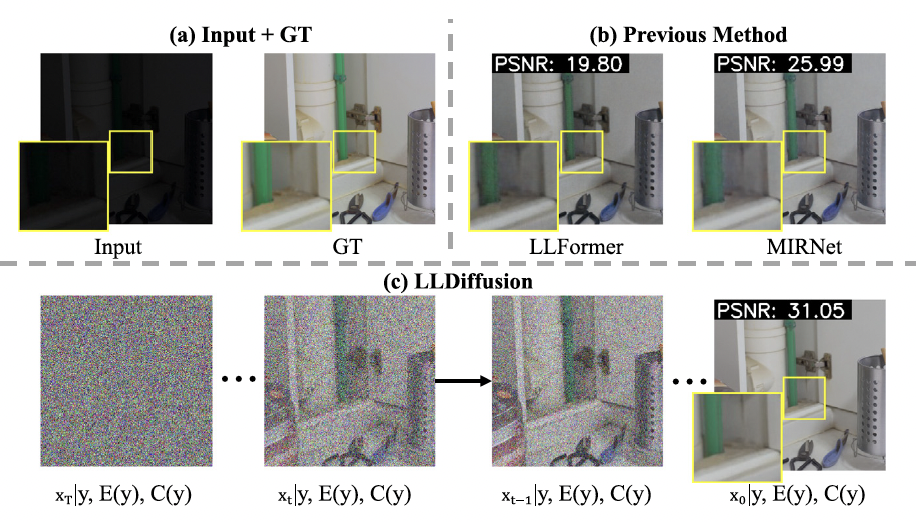 (a) Input + GT
(b) Previous Method
PSNR: 19.80
PSNR: 25.99
Input
GT
LLFormer
MIRNet
(c) LLDiffusion
PSNR: 31.05
x_T|y, E(y), C(y)
x_t|y, E(y), C(y)
x_{t−1}|y, E(y), C(y)
x_0|y, E(y), C(y)